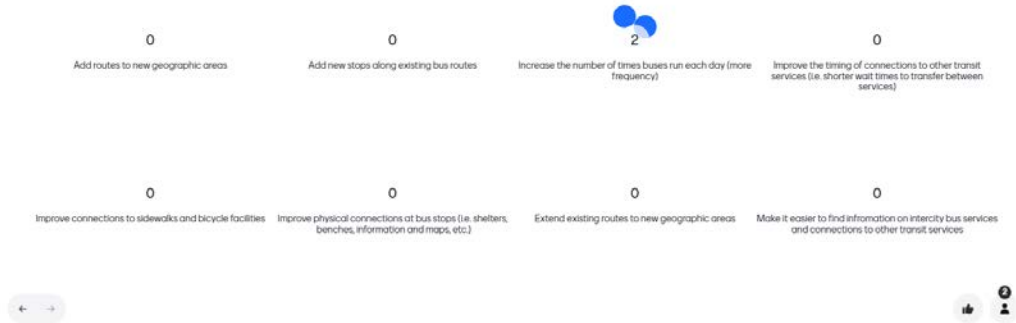 0
Add routes to new geographic areas
0
Add new stops along existing bus routes
2
Increase the number of times buses run each day (more
frequency)
0
Improve the timing of connections to other transit
services (i.e. shorter wait times to transfer between
services)
0
Improve connections to sidewalks and bicycle facilities
0
Improve physical connections at bus stops (i.e. shelters,
benches, information and maps, etc.)
0
Extend existing routes to new geographic areas
0
Make it easier to find infromation on intercity bus services
and connections to other transit services
2